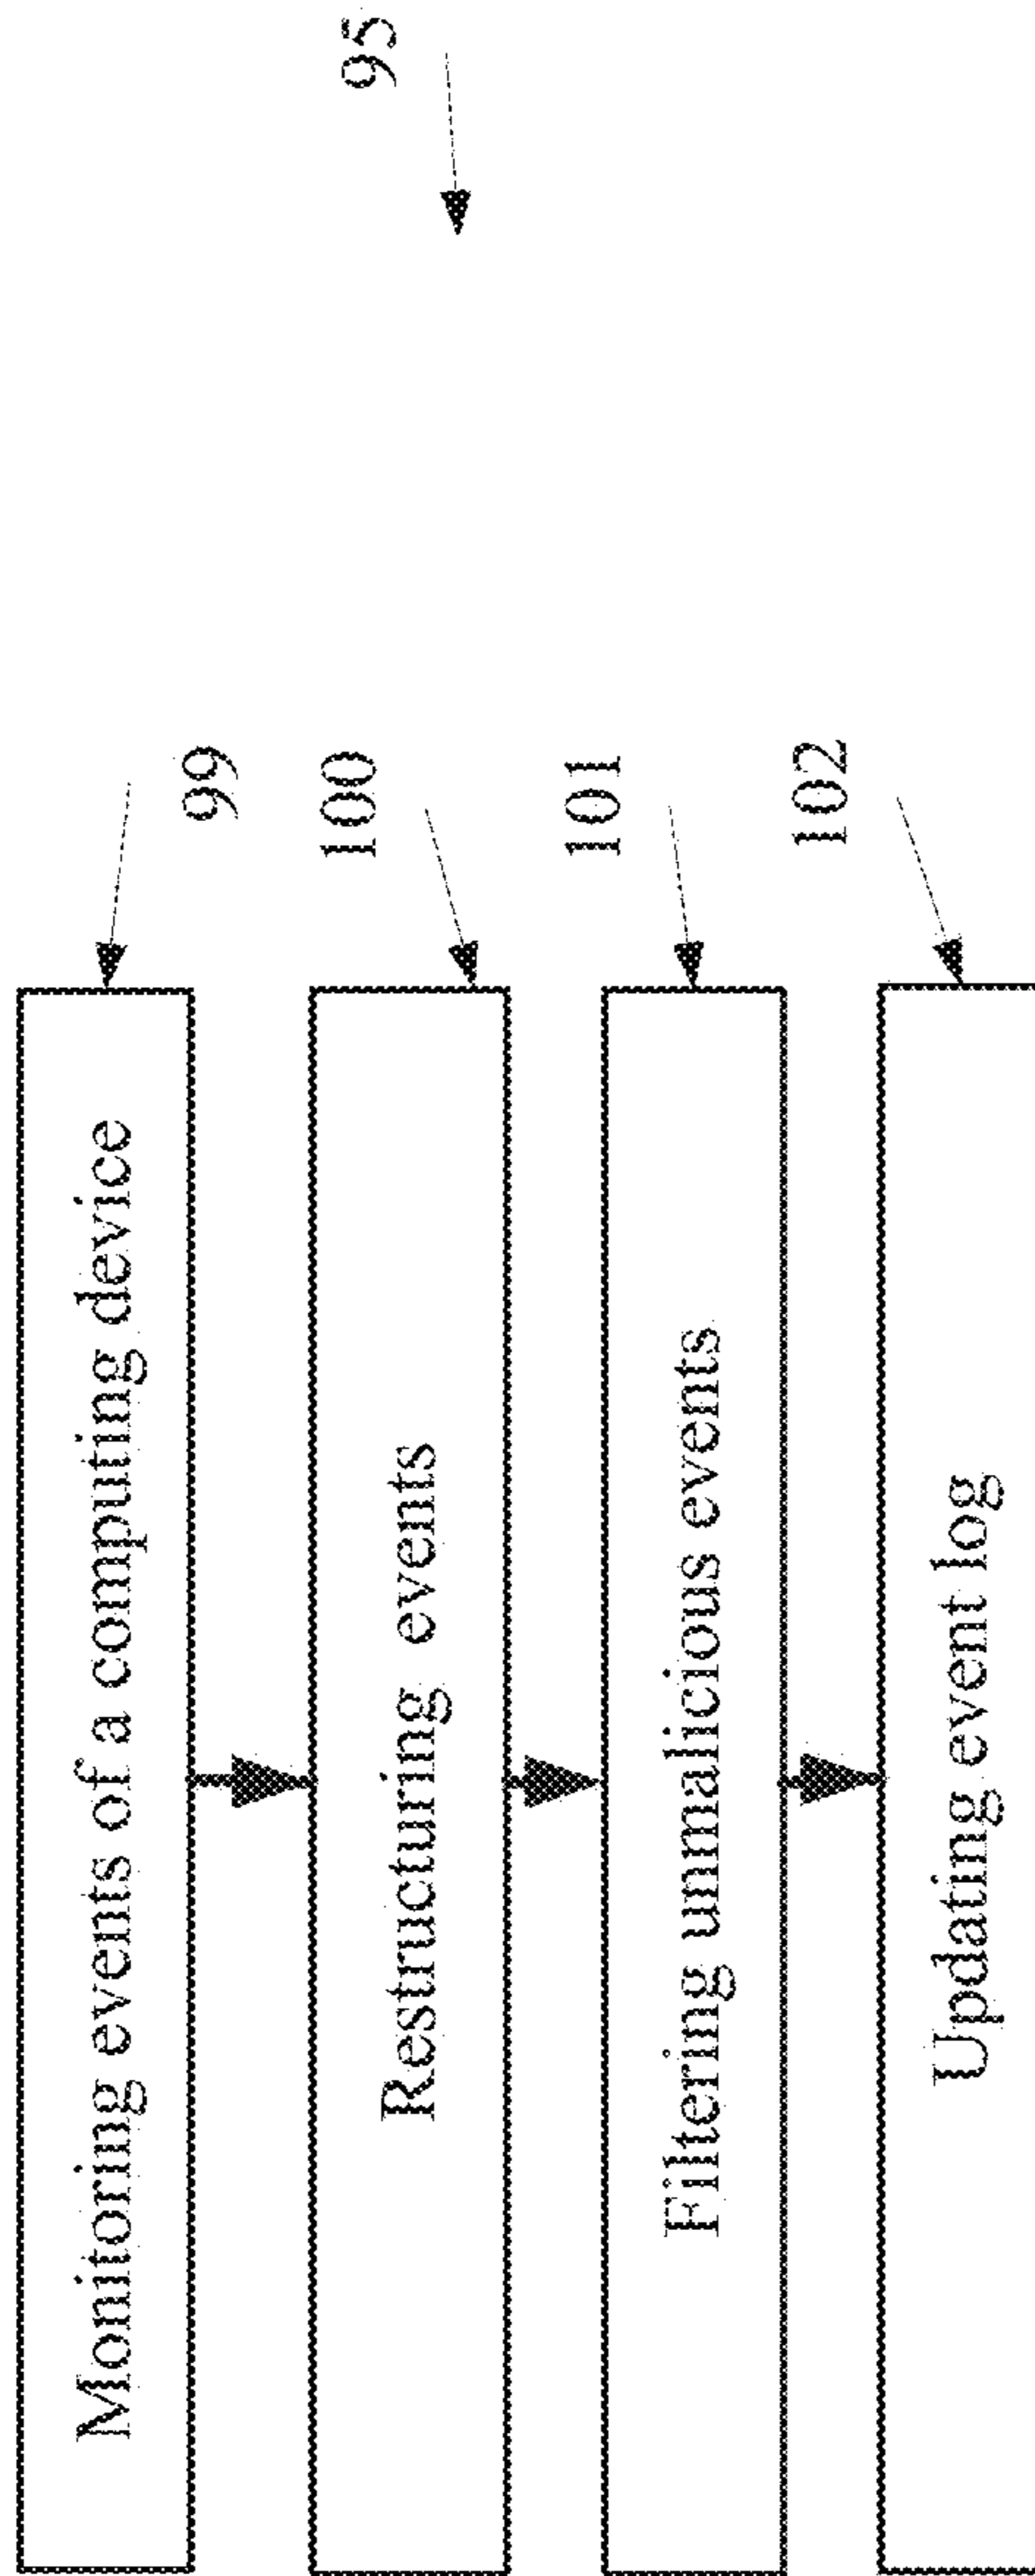 95
Monitoring events of a computing device
99
Restructuring events
100
Filtering unmalicious events
101
Updating event log
102